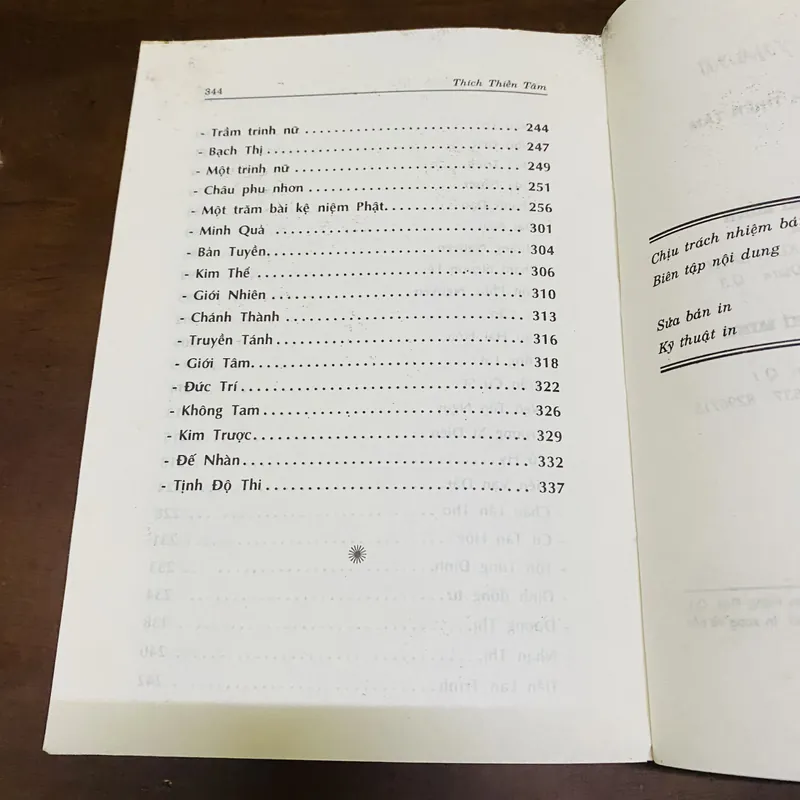 344
Thích Thiền Tâm
- Trầm trinh nữ ............................ 244
- Bạch Thị .................................. 247
- Một trinh nữ .............................. 249
- Châu phu nhơn ............................. 251
- Một trăm bài kệ niệm Phật.................. 256
- Minh Quả .................................. 301
- Bản Tuyền.................................. 304
- Kim Thế ................................... 306
- Giới Nhiên ................................ 310
- Chánh Thành ............................... 313
- Truyền Tánh ............................... 316
- Giới Tâm................................... 318
- Đức Trí ................................... 322
- Không Tam ................................. 326
- Kim Trược.................................. 329
- Đế Nhàn.................................... 332
- Tịnh Độ Thi ............................... 337
Chịu trách nhiệm
Biên tập nội dung
Sửa bản in
Kỹ thuật in